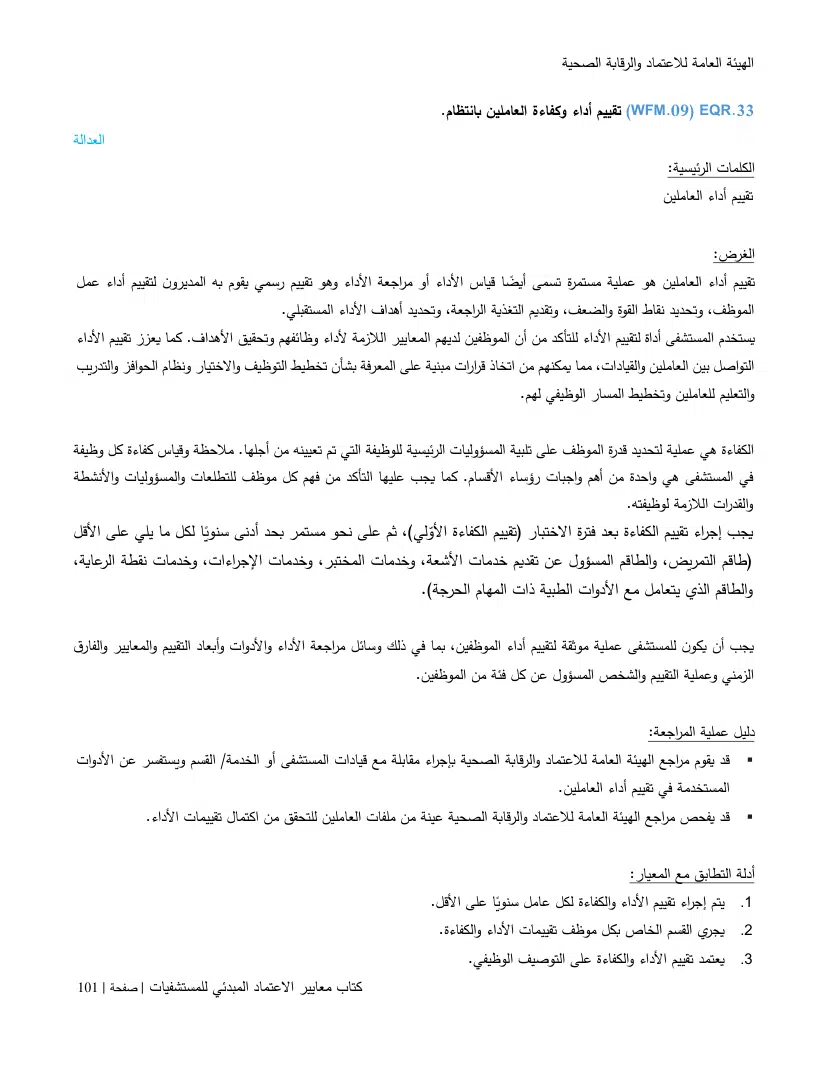 الهيئة العامة للاعتماد والرقابة الصحية
EQR.33 (WFM.09) تقييم أداء وكفاءة العاملين بانتظام.
العدالة
الكلمات الرئيسية:
تقييم أداء العاملين
الغرض:
تقييم أداء العاملين هو عملية مستمرة تسمى أيضًا قياس الأداء أو مراجعة الأداء وهو تقييم رسمي يقوم به المديرون لتقييم أداء عمل
الموظف، وتحديد نقاط القوة والضعف، وتقديم التغذية الراجعة، وتحديد أهداف الأداء المستقبلي.
يستخدم المستشفى أداة لتقييم الأداء للتأكد من أن الموظفين لديهم المعايير اللازمة لأداء وظائفهم وتحقيق الأهداف. كما يعزز تقييم الأداء
التواصل بين العاملين والقيادات، مما يمكنهم من اتخاذ قرارات مبنية على المعرفة بشأن تخطيط التوظيف والاختيار ونظام الحوافز والتدريب
والتعليم للعاملين وتخطيط المسار الوظيفي لهم.
الكفاءة هي عملية لتحديد قدرة الموظف على تلبية المسؤوليات الرئيسية للوظيفة التي تم تعيينه من أجلها. ملاحظة وقياس كفاءة كل وظيفة
في المستشفى هي واحدة من أهم واجبات رؤساء الأقسام. كما يجب عليها التأكد من فهم كل موظف للتطلعات والمسؤوليات والأنشطة
والقدرات اللازمة لوظيفته.
يجب إجراء تقييم الكفاءة بعد فترة الاختبار (تقييم الكفاءة الأوّلي)، ثم على نحو مستمر بحد أدنى سنويًا لكل ما يلي على الأقل
(طاقم التمريض، والطاقم المسؤول عن تقديم خدمات الأشعة، وخدمات المختبر، وخدمات الإجراءات، وخدمات نقطة الرعاية،
والطاقم الذي يتعامل مع الأدوات الطبية ذات المهام الحرجة).
يجب أن يكون للمستشفى عملية موثقة لتقييم أداء الموظفين، بما في ذلك وسائل مراجعة الأداء والأدوات وأبعاد التقييم والمعايير والفارق
الزمني وعملية التقييم والشخص المسؤول عن كل فئة من الموظفين.
دليل عملية المراجعة:
▪ قد يقوم مراجع الهيئة العامة للاعتماد والرقابة الصحية بإجراء مقابلة مع قيادات المستشفى أو الخدمة/ القسم ويستفسر عن الأدوات
المستخدمة في تقييم أداء العاملين.
▪ قد يفحص مراجع الهيئة العامة للاعتماد والرقابة الصحية عينة من ملفات العاملين للتحقق من اكتمال تقييمات الأداء.
أدلة التطابق مع المعيار:
1. يتم إجراء تقييم الأداء والكفاءة لكل عامل سنويًا على الأقل.
2. يجري القسم الخاص بكل موظف تقييمات الأداء والكفاءة.
3. يعتمد تقييم الأداء والكفاءة على التوصيف الوظيفي.
كتاب معايير الاعتماد المبدئي للمستشفيات | صفحة | 101